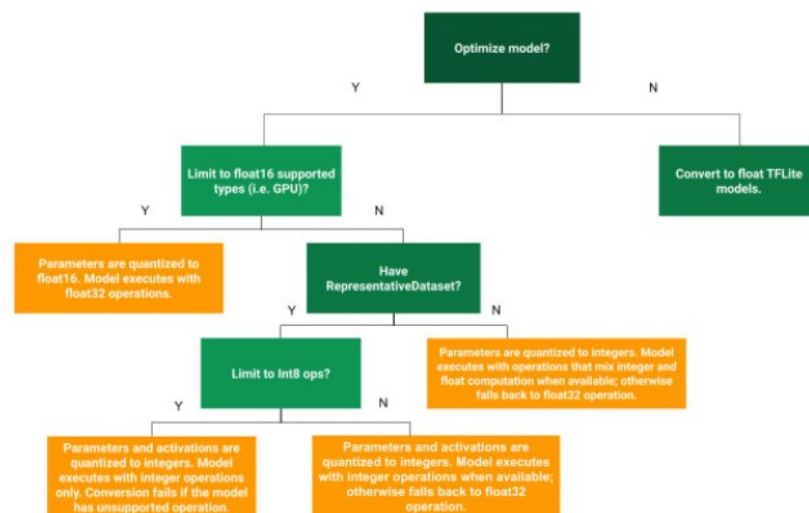 Optimize model?
Y
N
Limit to float16 supported
types (i.e. GPU)?
Convert to float TFLite
models.
Y
N
Parameters are quantized to
float16. Model executes with
float32 operations.
Have
RepresentativeDataset?
Y
N
Limit to Int8 ops?
Parameters are quantized to integers. Model
executes with operations that mix integer and
float computation when available; otherwise
falls back to float32 operation.
Y
N
Parameters and activations are
quantized to integers. Model
executes with integer operations
only. Conversion fails if the model
has unsupported operation.
Parameters and activations are
quantized to integers. Model executes
with integer operations when available;
otherwise falls back to float32
operation.